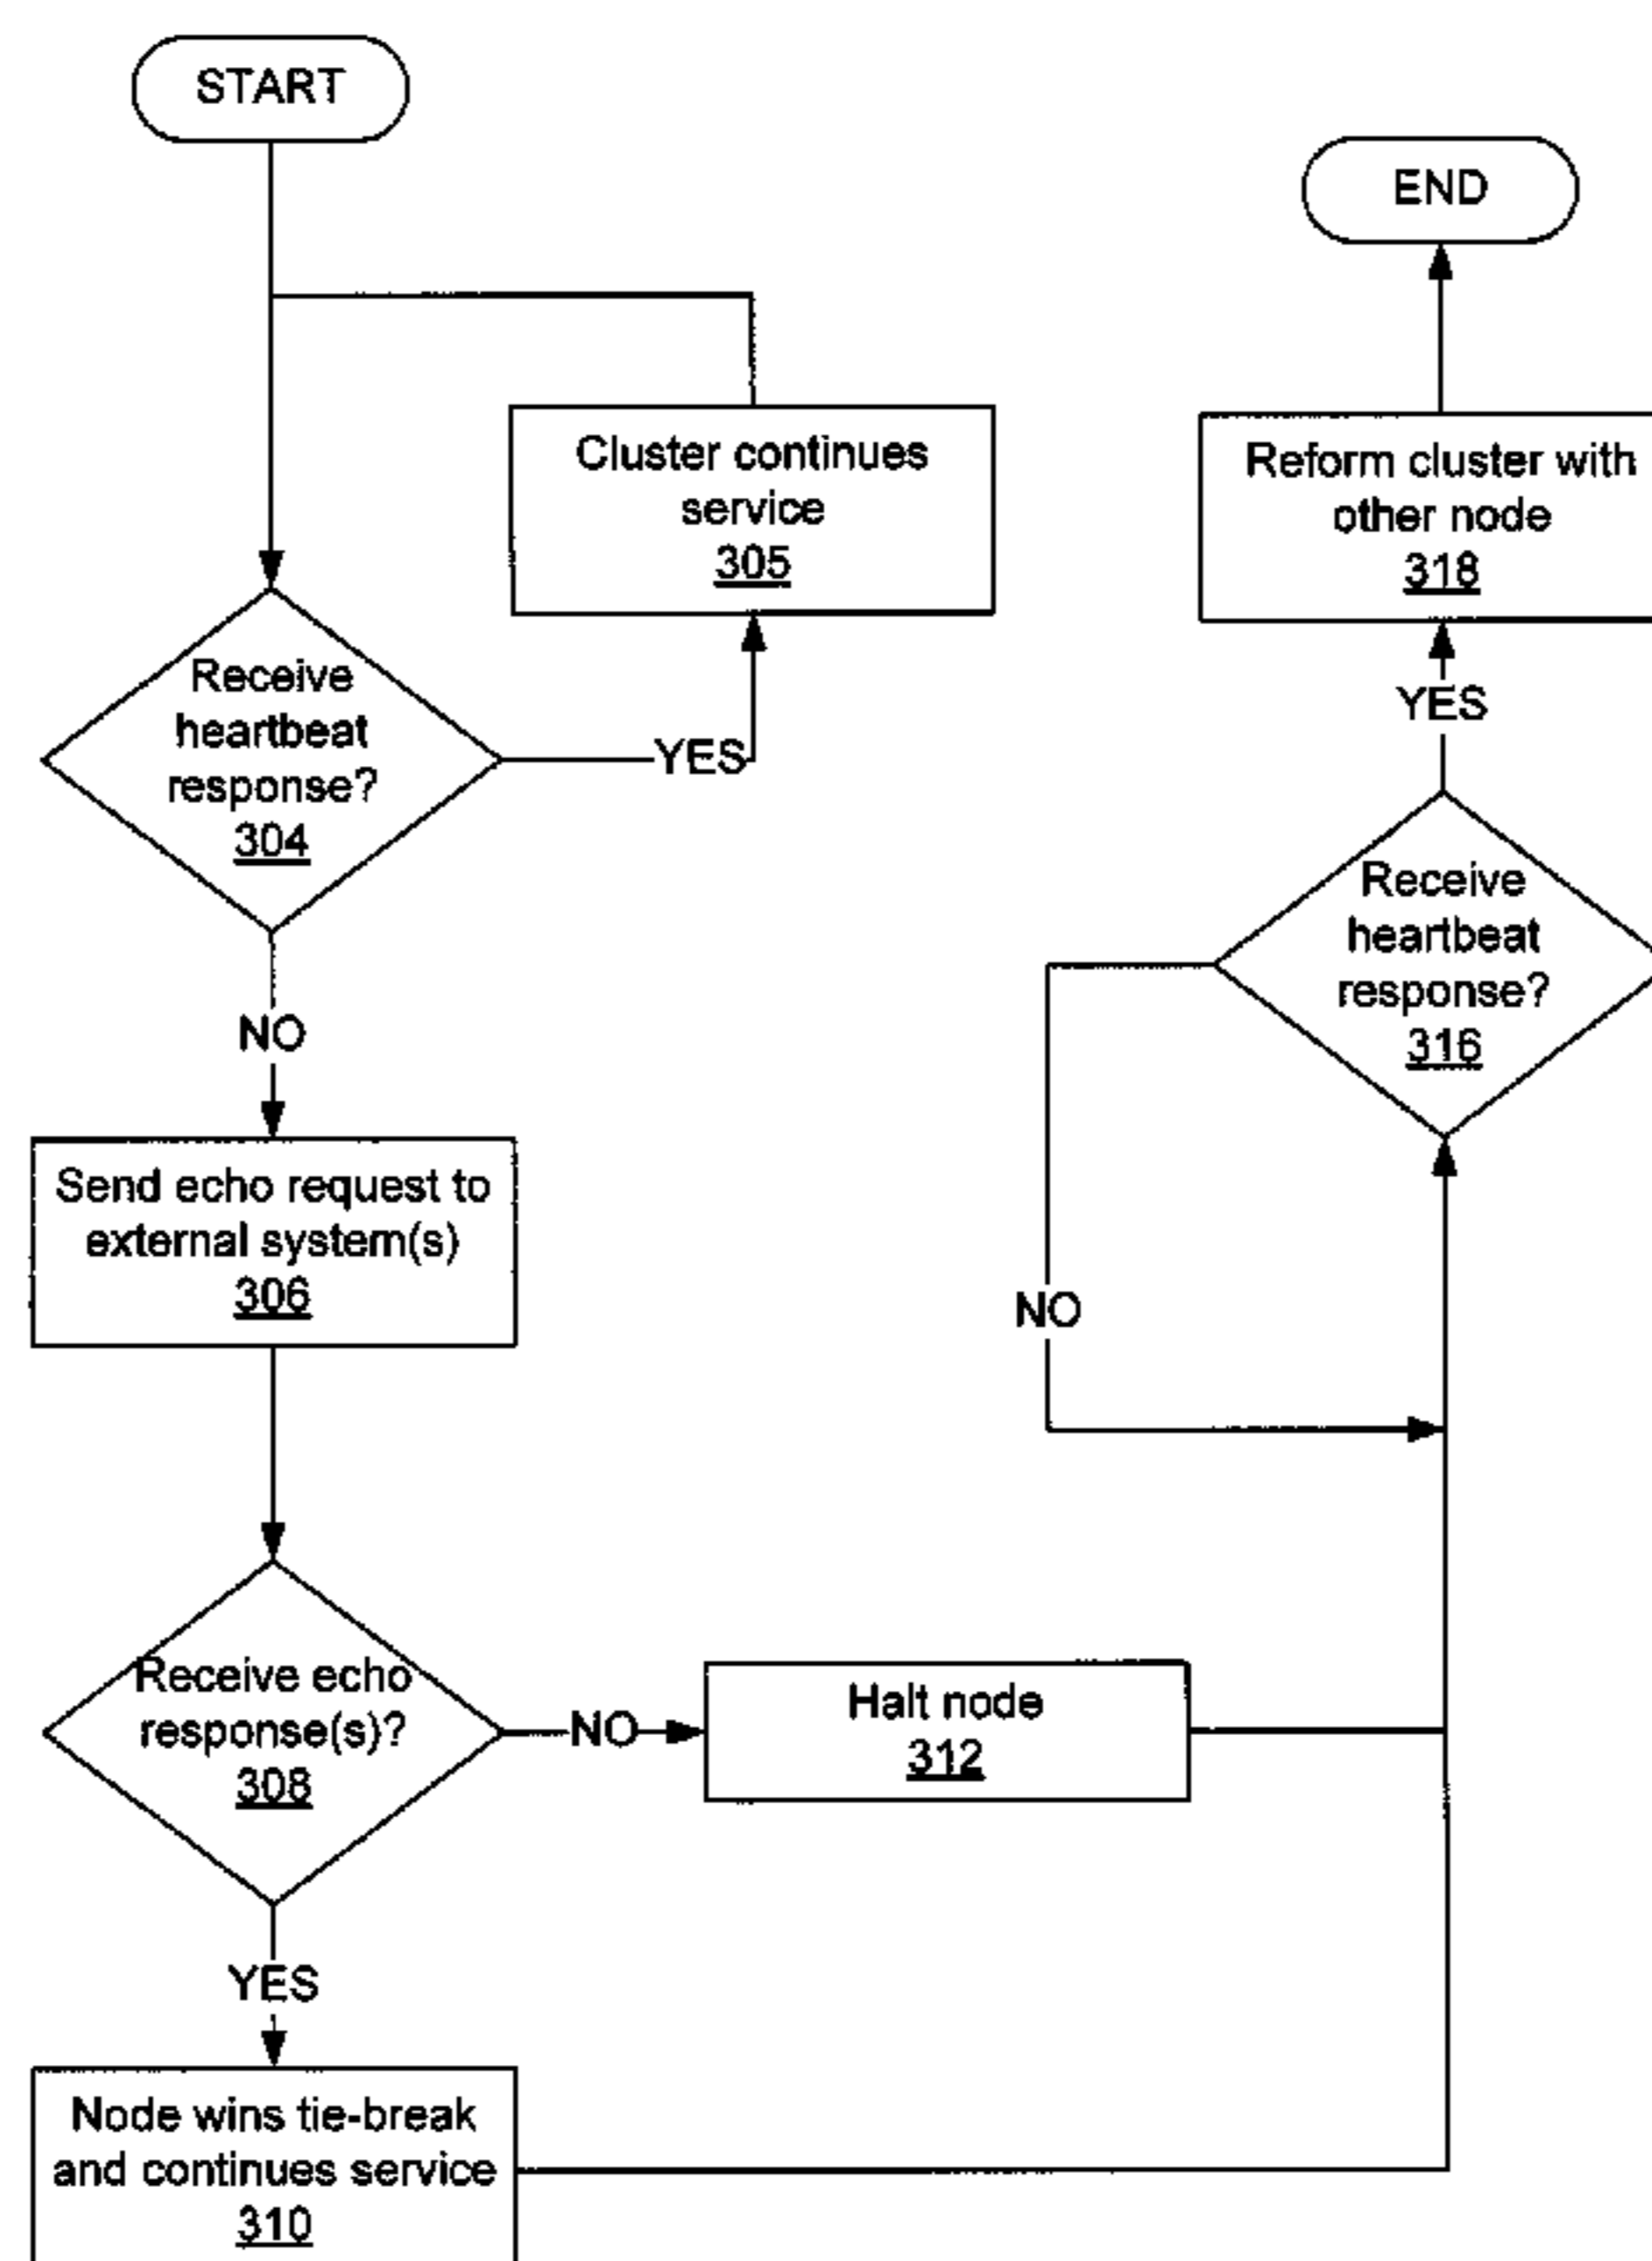 START
END
Cluster continues
service
305
Reform cluster with
other node
318
Receive
heartbeat
response?
304
YES
YES
Receive
heartbeat
response?
316
NO
Send echo request to
external system(s)
306
NO
Receive echo
response(s)?
308
NO
Halt node
312
YES
Node wins tie-break
and continues service
310